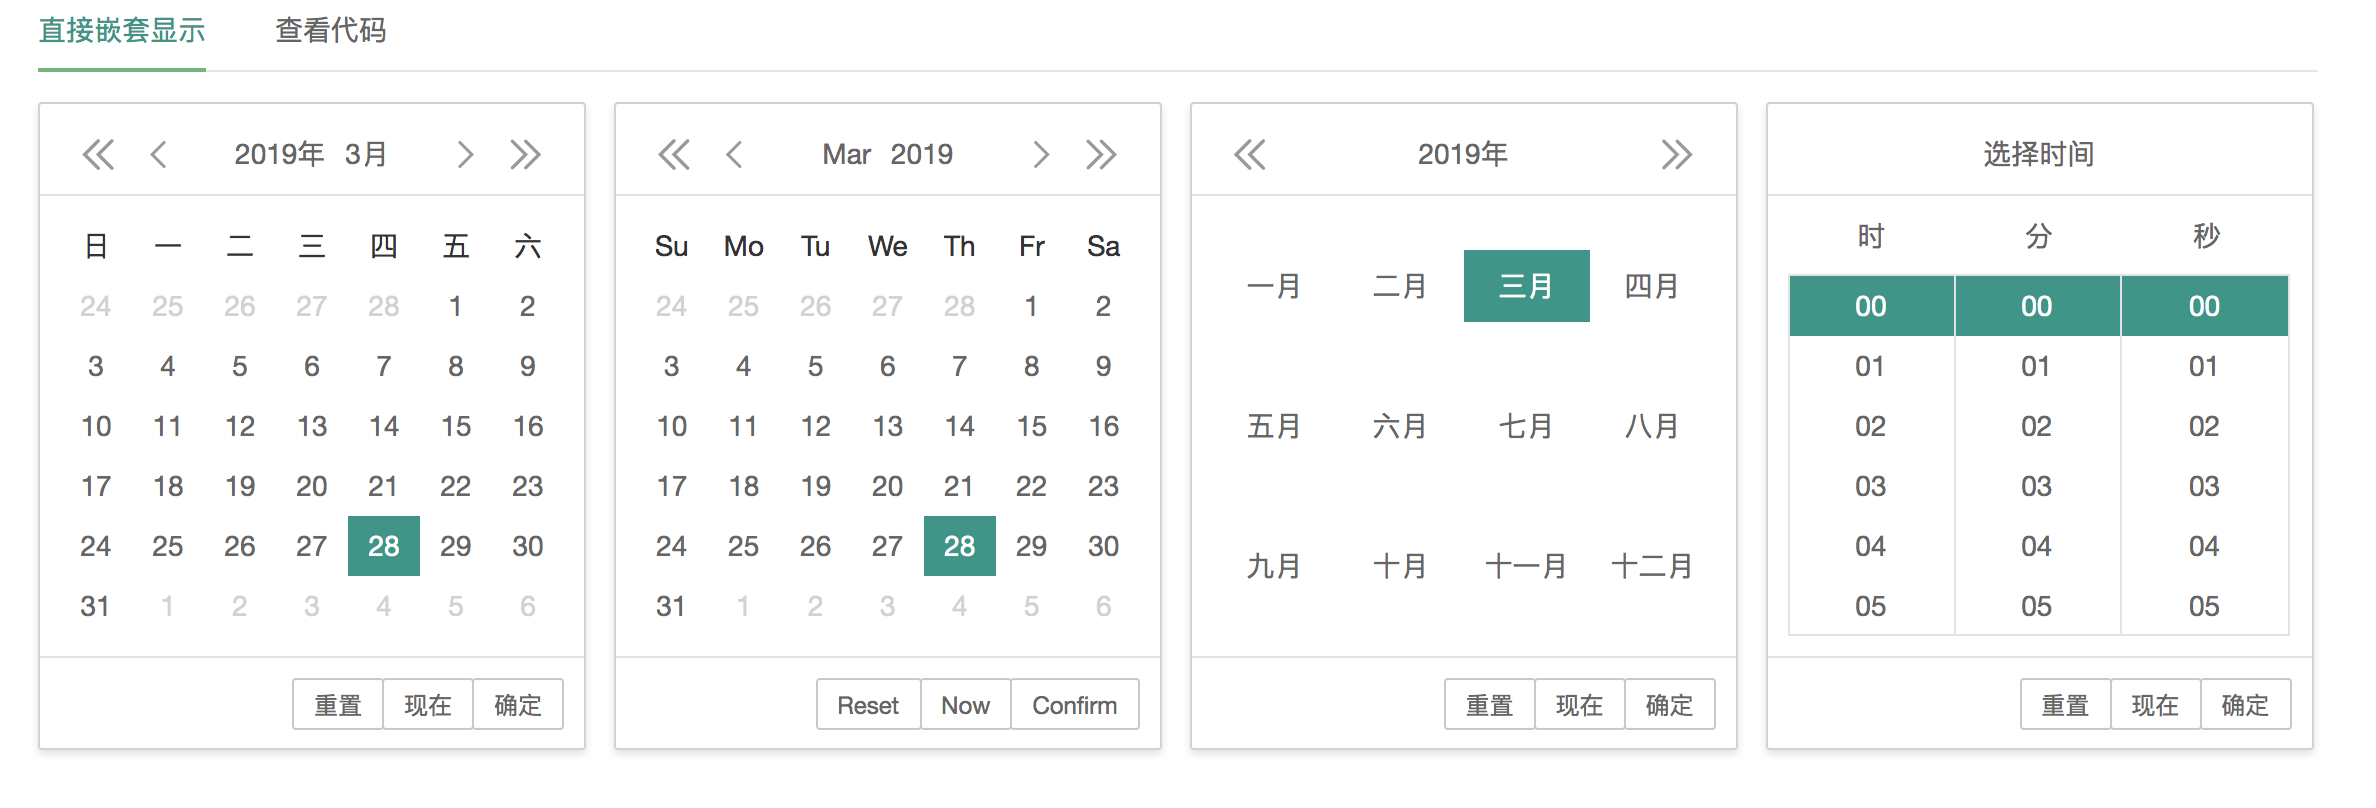 直接嵌套显示 查看代码
2019年 3月
日 一 二 三 四 五 六
24 25 26 27 28 1 2
3 4 5 6 7 8 9
10 11 12 13 14 15 16
17 18 19 20 21 22 23
24 25 26 27 28 29 30
31 1 2 3 4 5 6
重置 现在 确定
Mar 2019
Su Mo Tu We Th Fr Sa
24 25 26 27 28 1 2
3 4 5 6 7 8 9
10 11 12 13 14 15 16
17 18 19 20 21 22 23
24 25 26 27 28 29 30
31 1 2 3 4 5 6
Reset Now Confirm
2019年
一月 二月 三月 四月
五月 六月 七月 八月
九月 十月 十一月 十二月
重置 现在 确定
选择时间
时 分 秒
00 00 00
01 01 01
02 02 02
03 03 03
04 04 04
05 05 05
重置 现在 确定